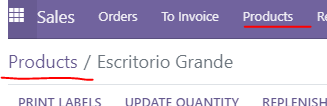 Sales Orders To Invoice Products
Products / Escritorio Grande
PRINT LABELS UPDATE QUANTITY REPLENISH